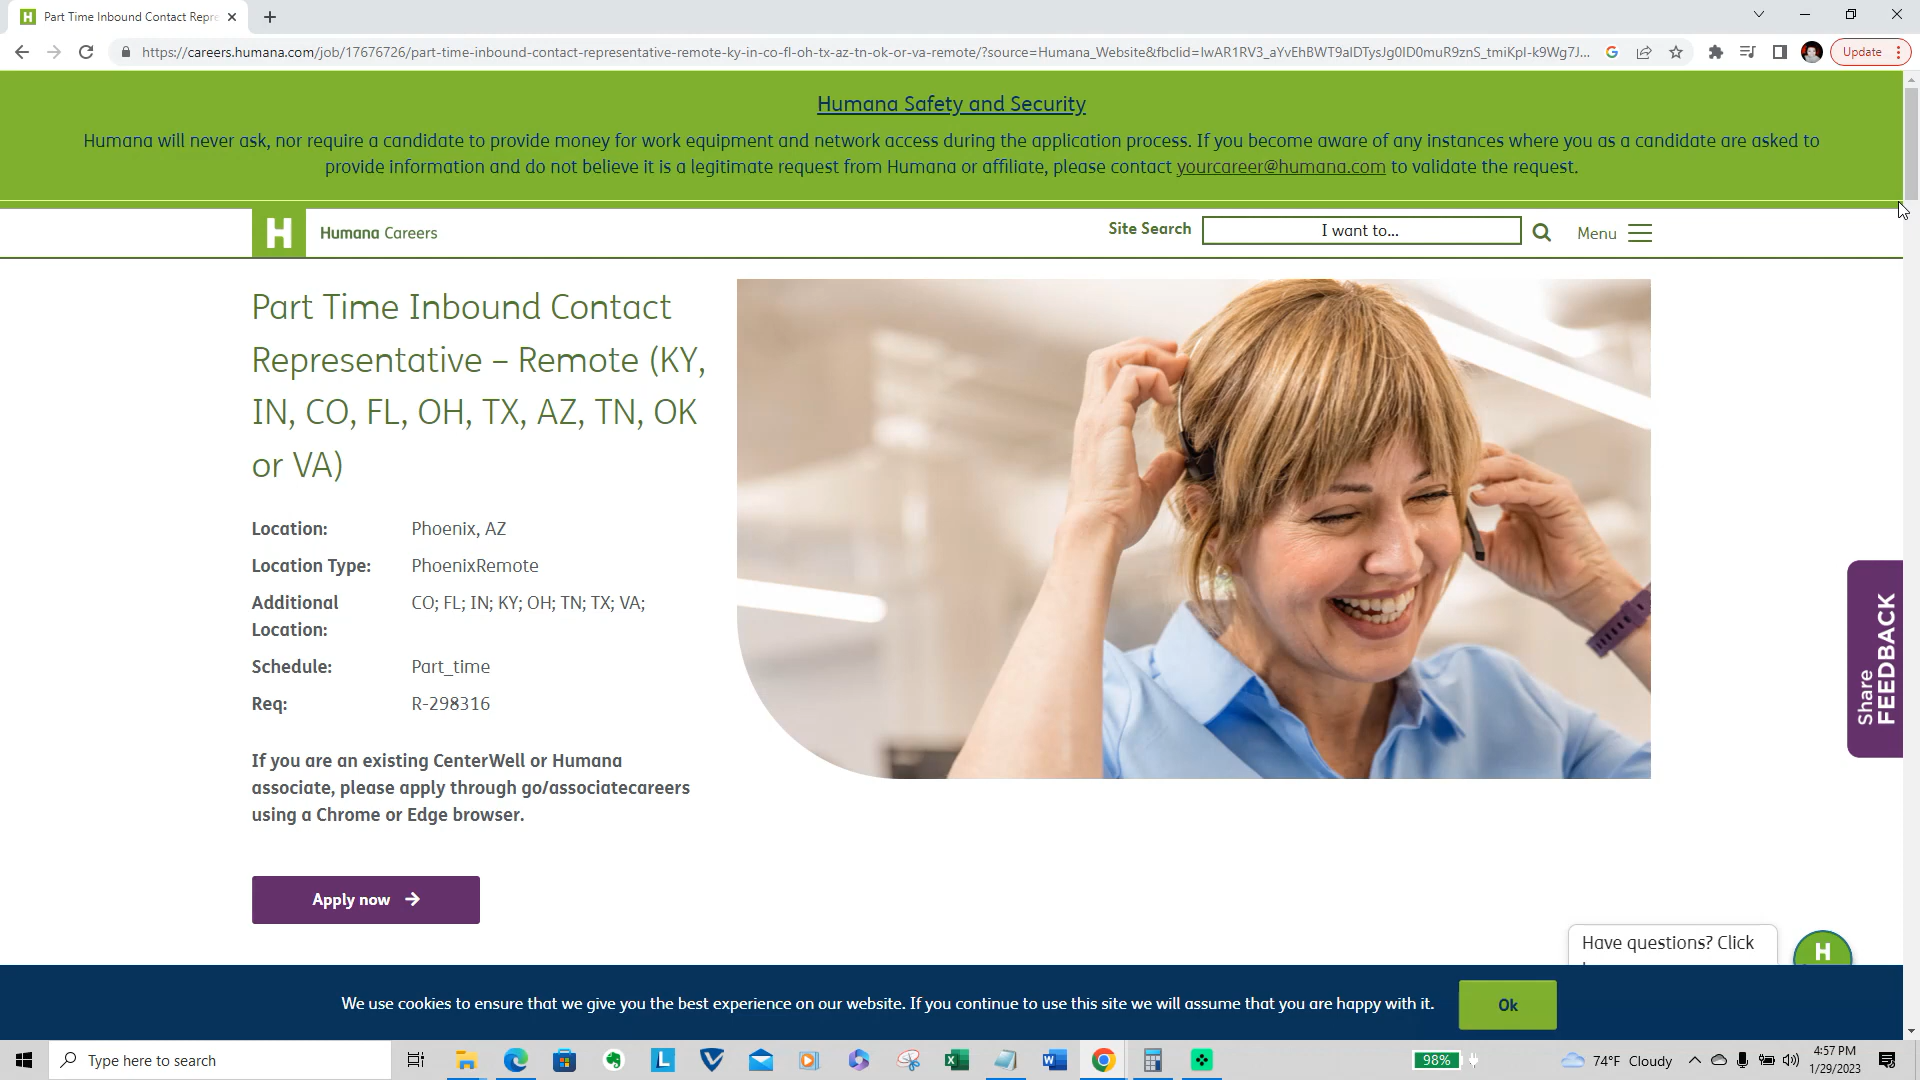 Part Time Inbound Contact Repre
https://careers.humana.com/job/17676726/part-time-inbound-contact-representative-remote-ky-in-co-fl-oh-tx-az-tn-ok-or-va-remote/?source=Humana_Website&fbclid=IwAR1RV3_aYvEhBWT9alDTysJg0ID0muR9znS_tmiKpI-k9Wg7J...
Update
Humana Safety and Security
Humana will never ask, nor require a candidate to provide money for work equipment and network access during the application process. If you become aware of any instances where you as a candidate are asked to
provide information and do not believe it is a legitimate request from Humana or affiliate, please contact yourcareer@humana.com to validate the request.
H Humana Careers
Site Search
I want to...
Menu
Part Time Inbound Contact
Representative – Remote (KY,
IN, CO, FL, OH, TX, AZ, TN, OK
or VA)
Location: Phoenix, AZ
Location Type: PhoenixRemote
Additional CO; FL; IN; KY; OH; TN; TX; VA;
Location:
Schedule: Part_time
Req: R-298316
If you are an existing CenterWell or Humana
associate, please apply through go/associatecareers
using a Chrome or Edge browser.
Apply now
Share
FEEDBACK
Have questions? Click
H
We use cookies to ensure that we give you the best experience on our website. If you continue to use this site we will assume that you are happy with it.
Ok
Type here to search
98%
74°F Cloudy
4:57 PM
1/29/2023